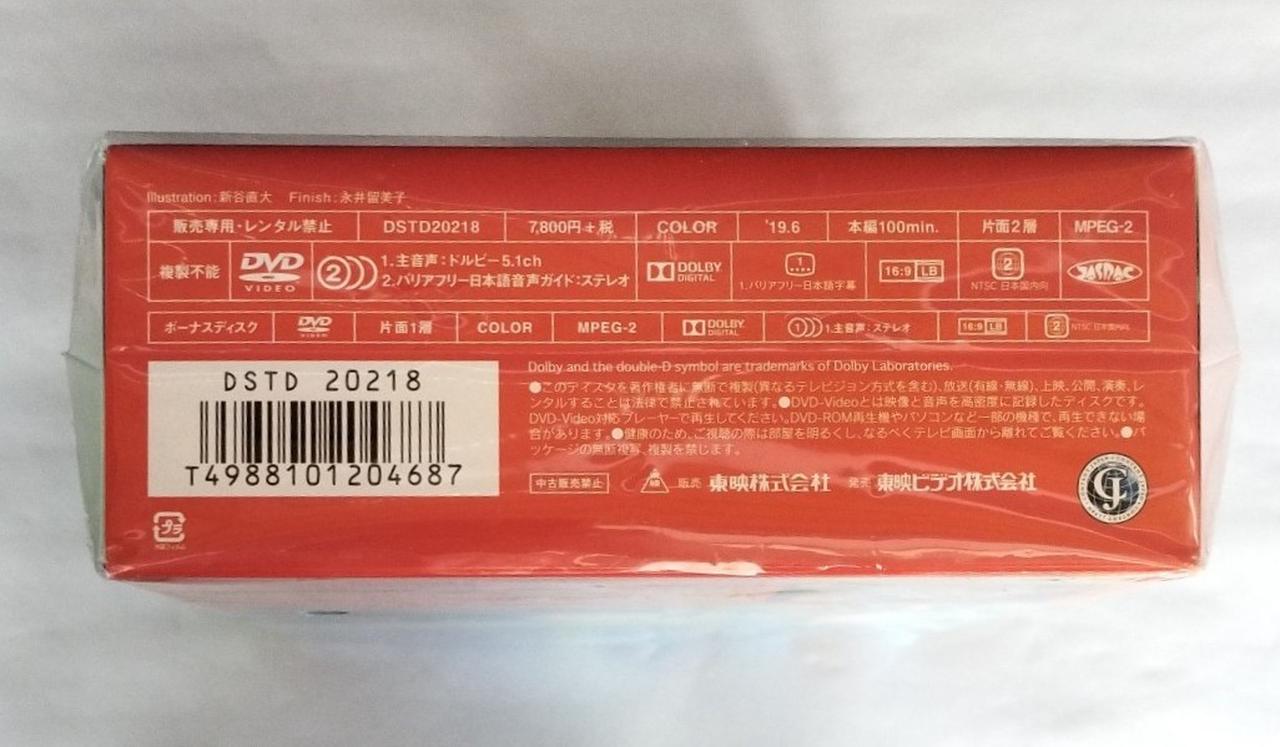 Illustration:新谷直大 Finish:永井留美子
販売専用・レンタル禁止 DSTD20218 7,800円+税 COLOR '19.6 本編100min. 片面2層 MPEG-2
複製不能 DVD VIDEO 2 1.主音声:ドルビー5.1ch
2.バリアフリー日本語音声ガイド:ステレオ
DOLBY DIGITAL 1 1.バリアフリー日本語字幕 16:9 LB 2 NTSC 日本国内向 JASRAC
ボーナスディスク DVD VIDEO 片面1層 COLOR MPEG-2 DOLBY DIGITAL 1 1.主音声:ステレオ 16:9 LB 2 NTSC 日本国内向
DSTD 20218
T4988101204687
Dolby and the double-D symbol are trademarks of Dolby Laboratories.
●このディスクを著作権者に無断で複製(異なるテレビジョン方式を含む)、放送(有線・無線)、上映、公開、演奏、レ
ンタルすることは法律で禁止されています。●DVD-Videoとは映像と音声を高密度に記録したディスクです。
DVD-Video対応プレーヤーで再生してください。DVD-ROM再生機やパソコンなど一部の機種で、再生できない場
合があります。●健康のため、ご視聴の際は部屋を明るくし、なるべくテレビ画面から離れてご覧ください。●パ
ッケージの無断複写、複製を禁じます。
中古販売禁止 販売 東映株式会社 発売 東映ビデオ株式会社
プラ